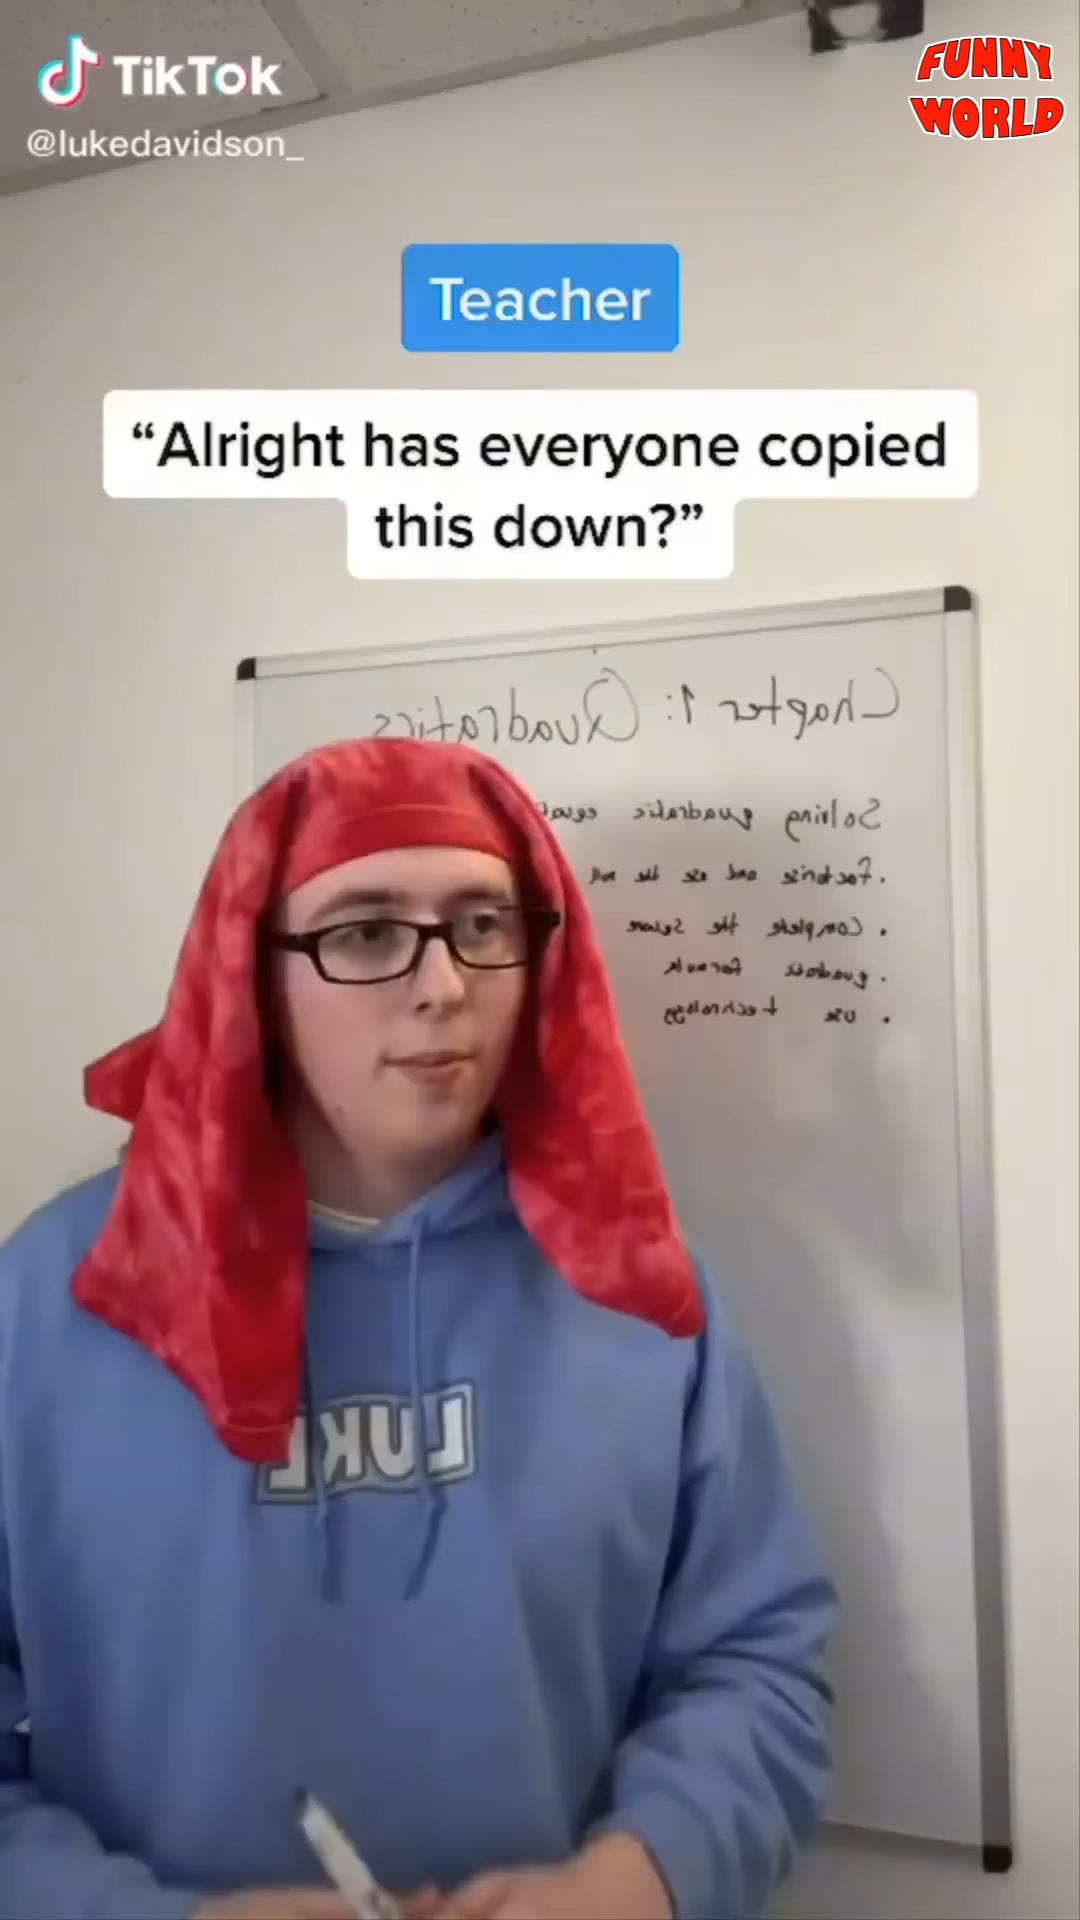 TikTok
@lukedavidson_
FUNNY
WORLD
Teacher
“Alright has everyone copied
this down?”
Chapter 1: Quadratics
Solving quadratic
• Factorise and use the
• Complete the square
• quadratic formula
• use technology
LUKE